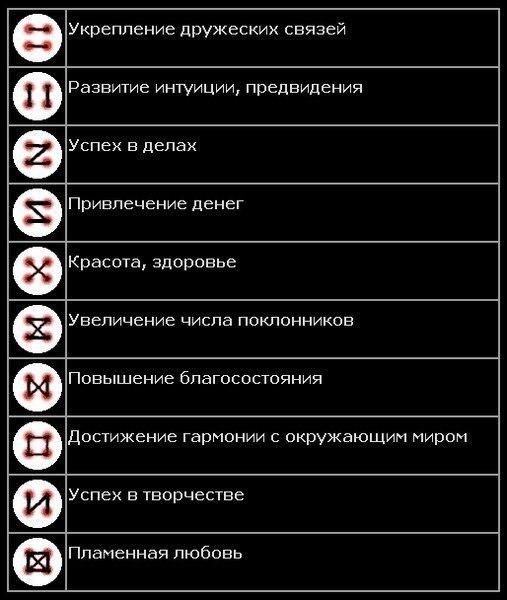 Укрепление дружеских связей
Развитие интуиции, предвидения
Успех в делах
Привлечение денег
Красота, здоровье
Увеличение числа поклонников
Повышение благосостояния
Достижение гармонии с окружающим миром
Успех в творчестве
Пламенная любовь